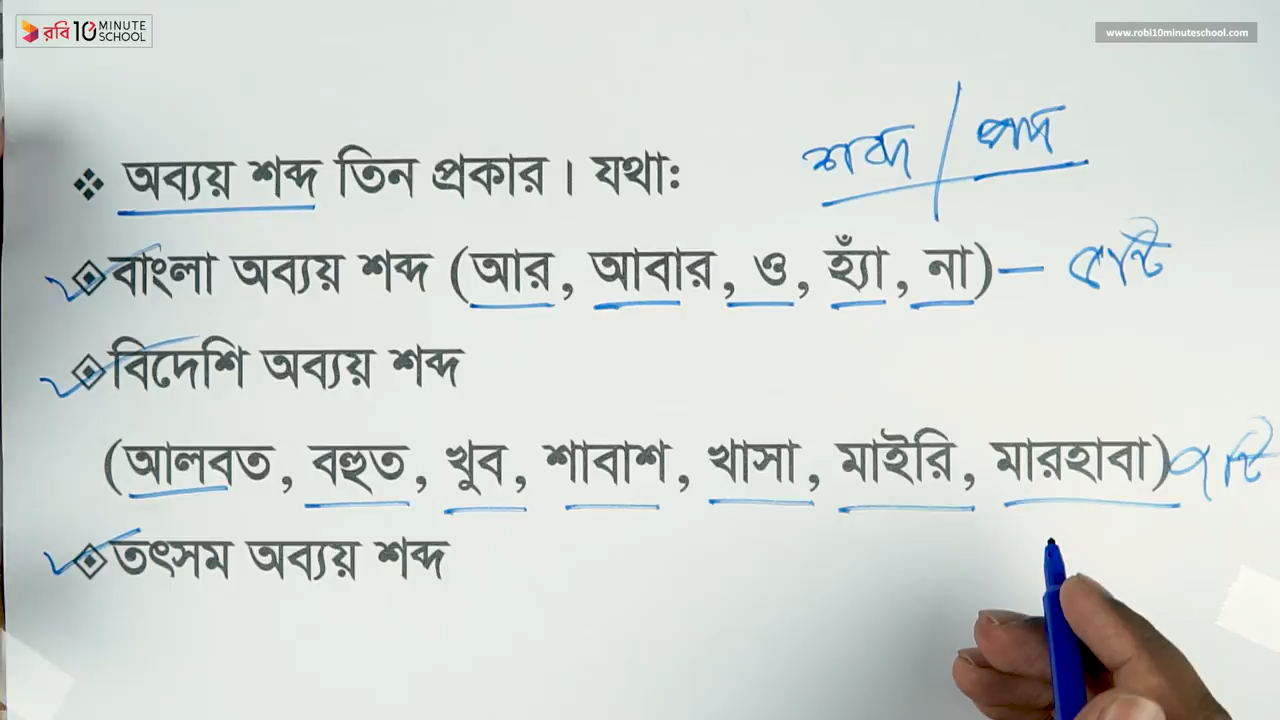 রবি 10 MINUTE SCHOOL
www.robi10minuteschool.com
শব্দ / পদ
❖ অব্যয় শব্দ তিন প্রকার। যথাঃ
বাংলা অব্যয় শব্দ (আর, আবার, ও, হ্যাঁ, না) – ৫টি
বিদেশি অব্যয় শব্দ
(আলবত, বহুত, খুব, শাবাশ, খাসা, মাইরি, মারহাবা) ৭টি
তৎসম অব্যয় শব্দ